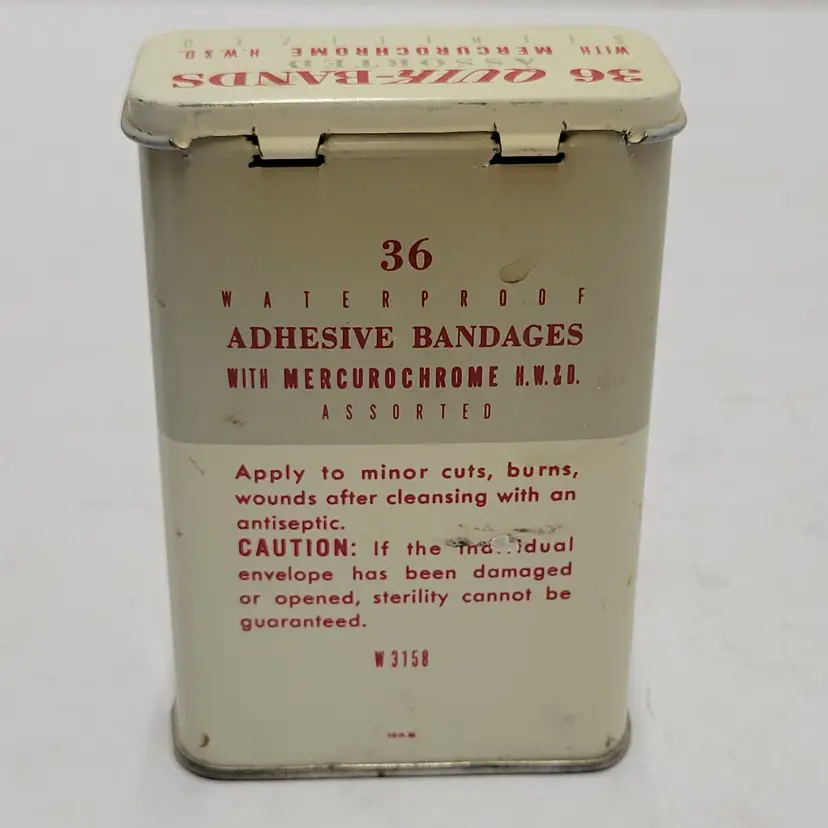 36 QUIK-BANDS
ASSORTED
WITH MERCUROCHROME H.W.&D.
36
WATERPROOF
ADHESIVE BANDAGES
WITH MERCUROCHROME H.W.&D.
ASSORTED
Apply to minor cuts, burns,
wounds after cleansing with an
antiseptic.
CAUTION: If the individual
envelope has been damaged
or opened, sterility cannot be
guaranteed.
W 3158